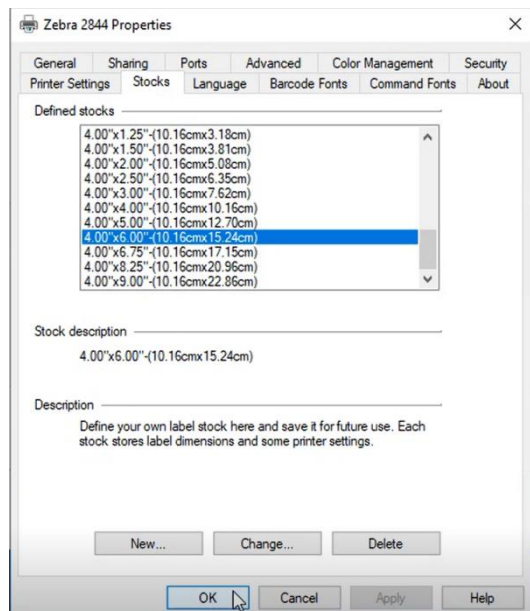 Zebra 2844 Properties
General Sharing Ports Advanced Color Management Security
Printer Settings Stocks Language Barcode Fonts Command Fonts About
Defined stocks
4.00"x1.25"-(10.16cmx3.18cm)
4.00"x1.50"-(10.16cmx3.81cm)
4.00"x2.00"-(10.16cmx5.08cm)
4.00"x2.50"-(10.16cmx6.35cm)
4.00"x3.00"-(10.16cmx7.62cm)
4.00"x4.00"-(10.16cmx10.16cm)
4.00"x5.00"-(10.16cmx12.70cm)
4.00"x6.00"-(10.16cmx15.24cm)
4.00"x6.75"-(10.16cmx17.15cm)
4.00"x8.25"-(10.16cmx20.96cm)
4.00"x9.00"-(10.16cmx22.86cm)
Stock description
4.00"x6.00"-(10.16cmx15.24cm)
Description
Define your own label stock here and save it for future use. Each
stock stores label dimensions and some printer settings.
New... Change... Delete
OK Cancel Apply Help